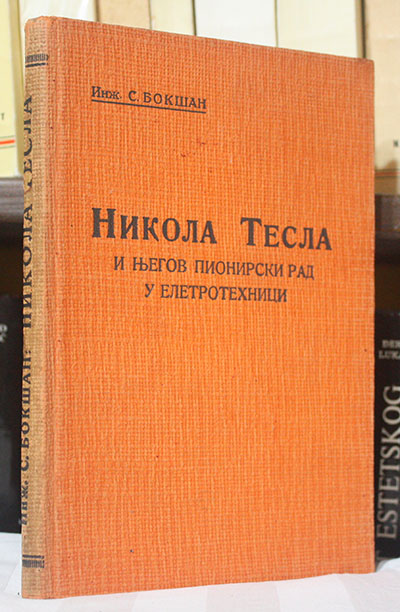 Инж. С. БОКШАН
НИКОЛА ТЕСЛА
И ЊЕГОВ ПИОНИРСКИ РАД
У ЕЛЕТРОТЕХНИЦИ
Инж. С. БОКШАН: НИКОЛА ТЕСЛА
ESTETSKOG